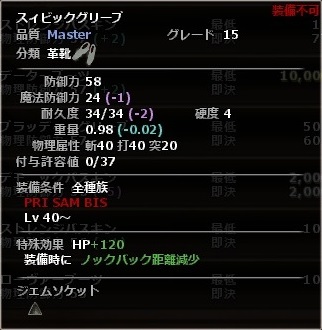 装備不可
スィビックグリーブ
品質 Master グレード 15
分類 革靴
防御力 58
魔法防御力 24 (-1)
耐久度 34/34 (-2) 硬度 4
重量 0.98 (-0.02)
物理属性 斬40 打40 突20
付与許容値 0/37
装備条件 全種族
PRI SAM BIS
Lv 40～
特殊効果 HP+120
装備時に ノックバック距離減少
ジェムソケット